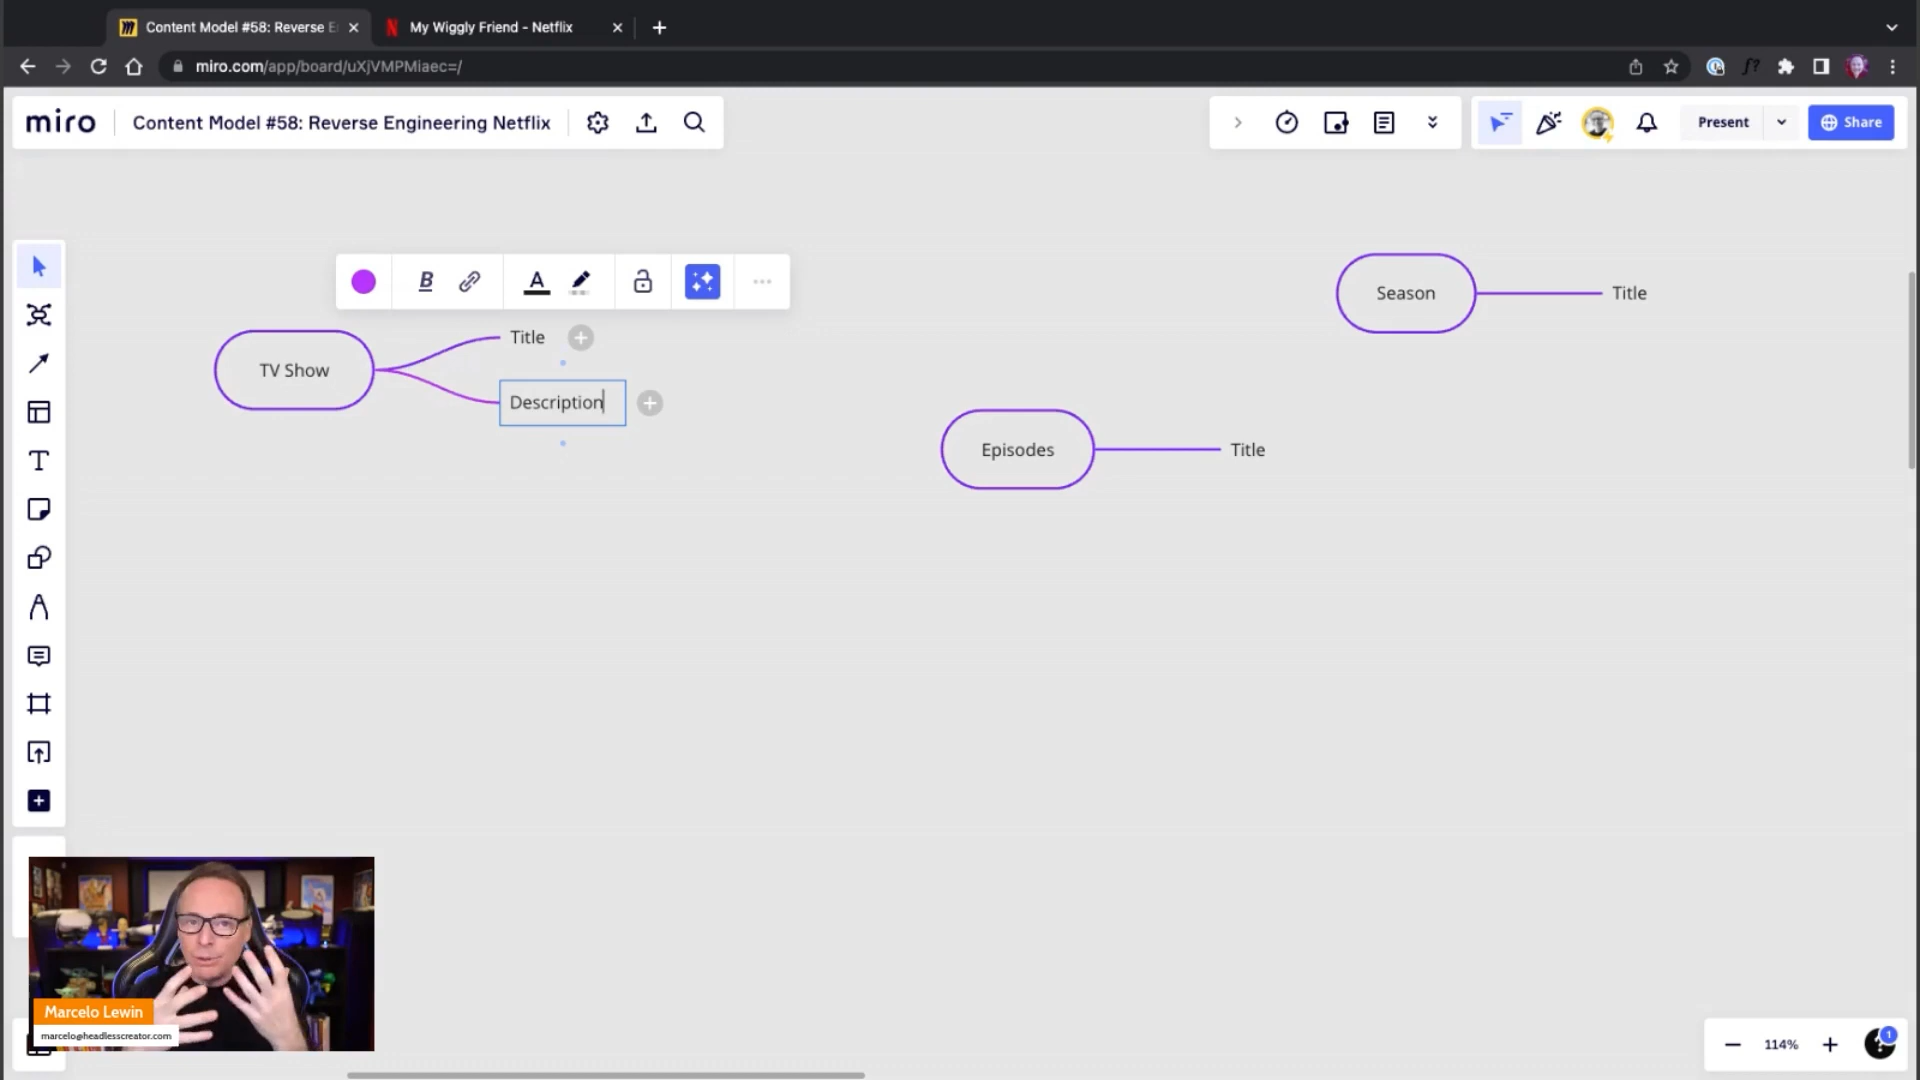 Content Model #58: Reverse E
My Wiggly Friend - Netflix
miro.com/app/board/uXjVMPMiaec=/
miro
Content Model #58: Reverse Engineering Netflix
Present
Share
B
A
Season
Title
TV Show
Title
Description
Episodes
Title
Marcelo Lewin
marcelo@headlesscreator.com
114%
1